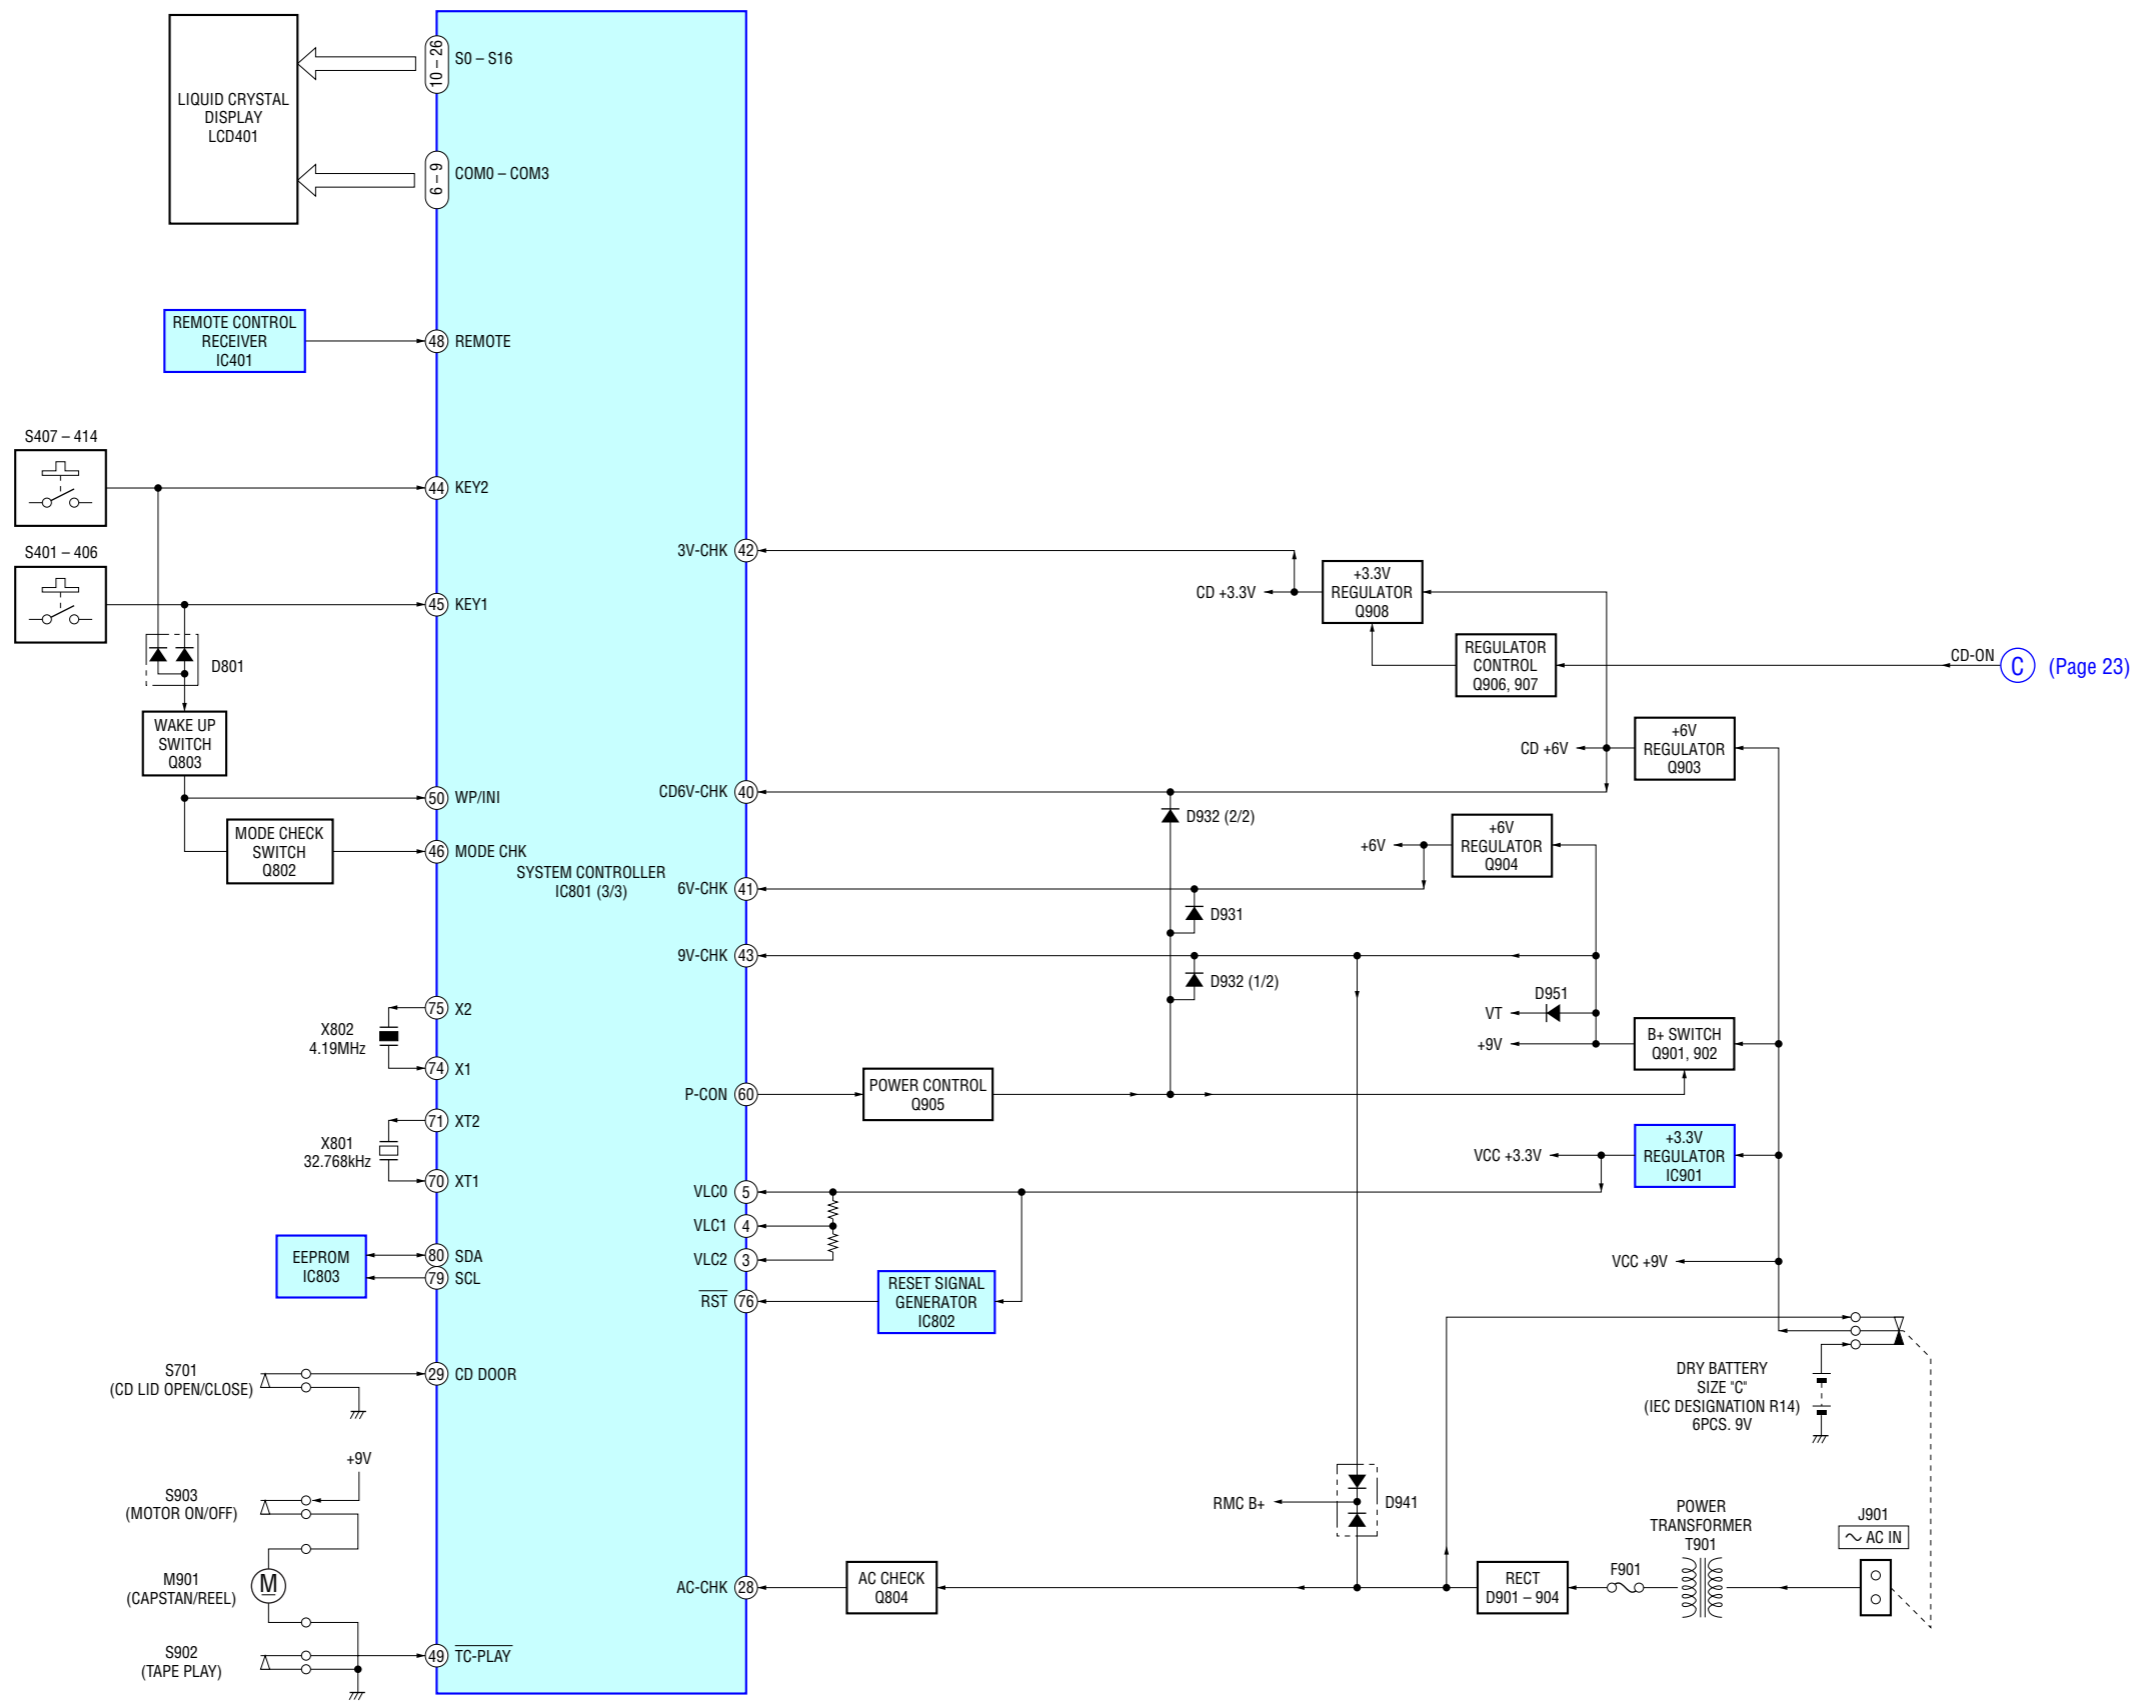 LIQUID CRYSTAL
DISPLAY
LCD401
10 – 26
S0 – S16
6 – 9
COM0 – COM3
REMOTE CONTROL
RECEIVER
IC401
48 REMOTE
S407 – 414
44 KEY2
S401 – 406
45 KEY1
D801
WAKE UP
SWITCH
Q803
50 WP/INI
MODE CHECK
SWITCH
Q802
46 MODE CHK
SYSTEM CONTROLLER
IC801 (3/3)
X802
4.19MHz
75 X2
74 X1
X801
32.768kHz
71 XT2
70 XT1
EEPROM
IC803
80 SDA
79 SCL
S701
(CD LID OPEN/CLOSE)
29 CD DOOR
+9V
S903
(MOTOR ON/OFF)
M
M901
(CAPSTAN/REEL)
S902
(TAPE PLAY)
49 TC-PLAY
3V-CHK 42
CD +3.3V
+3.3V
REGULATOR
Q908
REGULATOR
CONTROL
Q906, 907
CD-ON
C
(Page 23)
CD +6V
+6V
REGULATOR
Q903
CD6V-CHK 40
D932 (2/2)
+6V
+6V
REGULATOR
Q904
6V-CHK 41
D931
9V-CHK 43
D932 (1/2)
D951
VT
+9V
B+ SWITCH
Q901, 902
P-CON 60
POWER CONTROL
Q905
VCC +3.3V
+3.3V
REGULATOR
IC901
VLC0 5
VLC1 4
VLC2 3
RST 76
RESET SIGNAL
GENERATOR
IC802
VCC +9V
DRY BATTERY
SIZE "C"
(IEC DESIGNATION R14)
6PCS. 9V
RMC B+
D941
AC-CHK 28
AC CHECK
Q804
RECT
D901 – 904
F901
POWER
TRANSFORMER
T901
J901
~ AC IN